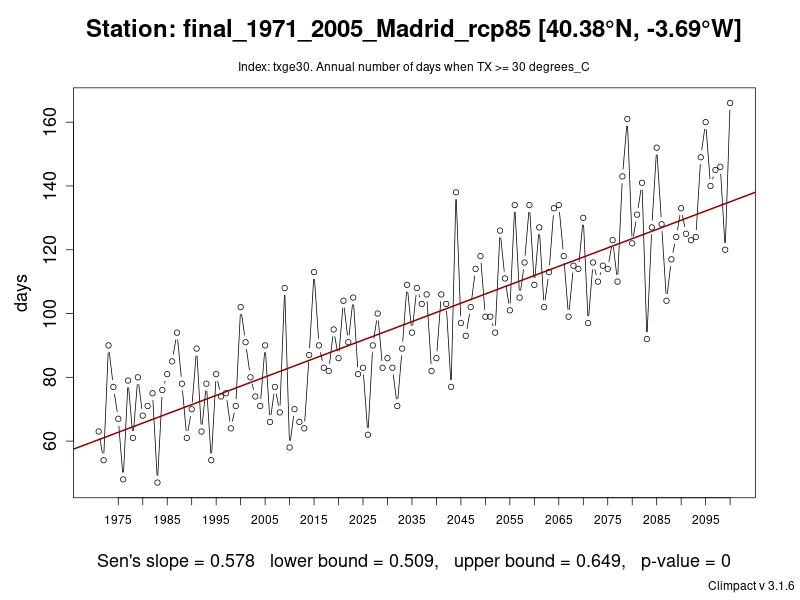 Station: final_1971_2005_Madrid_rcp85 [40.38°N, -3.69°W]
Index: txge30. Annual number of days when TX >= 30 degrees_C
days
160
140
120
100
80
60
1975 1985 1995 2005 2015 2025 2035 2045 2055 2065 2075 2085 2095
Sen's slope = 0.578 lower bound = 0.509, upper bound = 0.649, p-value = 0
Climpact v 3.1.6